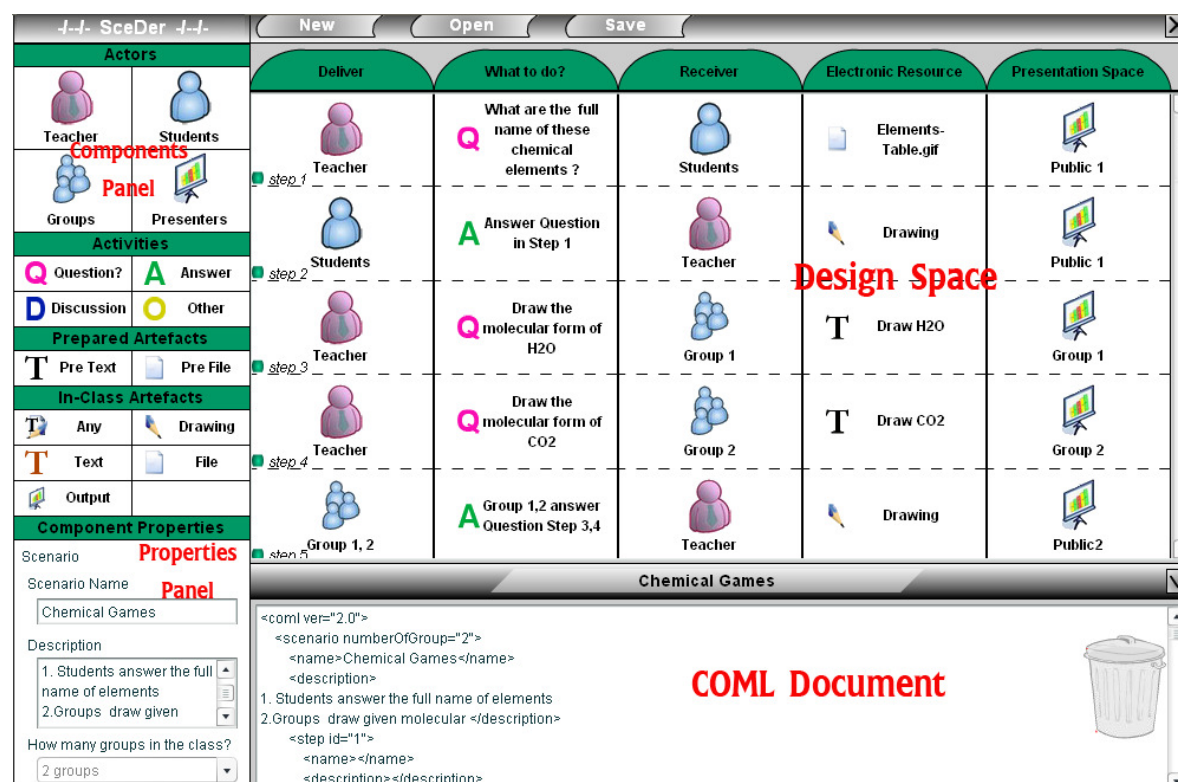 -/--/- SceDer -/--/-
New
Open
Save
X
Actors
Teacher
Students
Components
Panel
Groups
Presenters
Activities
Q Question?
A Answer
D Discussion
O Other
Prepared Artefacts
T Pre Text
Pre File
In-Class Artefacts
Any
Drawing
T Text
File
Output
Component Properties
Scenario
Properties
Panel
Scenario Name
Chemical Games
Description
1. Students answer the full
name of elements
2.Groups draw given
How many groups in the class?
2 groups
Deliver
What to do?
Receiver
Electronic Resource
Presentation Space
step 1
Teacher
Q
What are the full
name of these
chemical
elements ?
Students
Elements-
Table.gif
Public 1
step 2
Students
A
Answer Question
in Step 1
Teacher
Drawing
Public 1
Design Space
step 3
Teacher
Q
Draw the
molecular form of
H2O
Group 1
T Draw H2O
Group 1
step 4
Teacher
Q
Draw the
molecular form of
CO2
Group 2
T Draw CO2
Group 2
step 5
Group 1, 2
A
Group 1,2 answer
Question Step 3,4
Teacher
Drawing
Public2
Chemical Games
<coml ver="2.0">
<scenario numberOfGroup="2">
<name>Chemical Games</name>
<description>
1. Students answer the full name of elements
2.Groups draw given molecular </description>
<step id="1">
<name></name>
<description></description>
COML Document